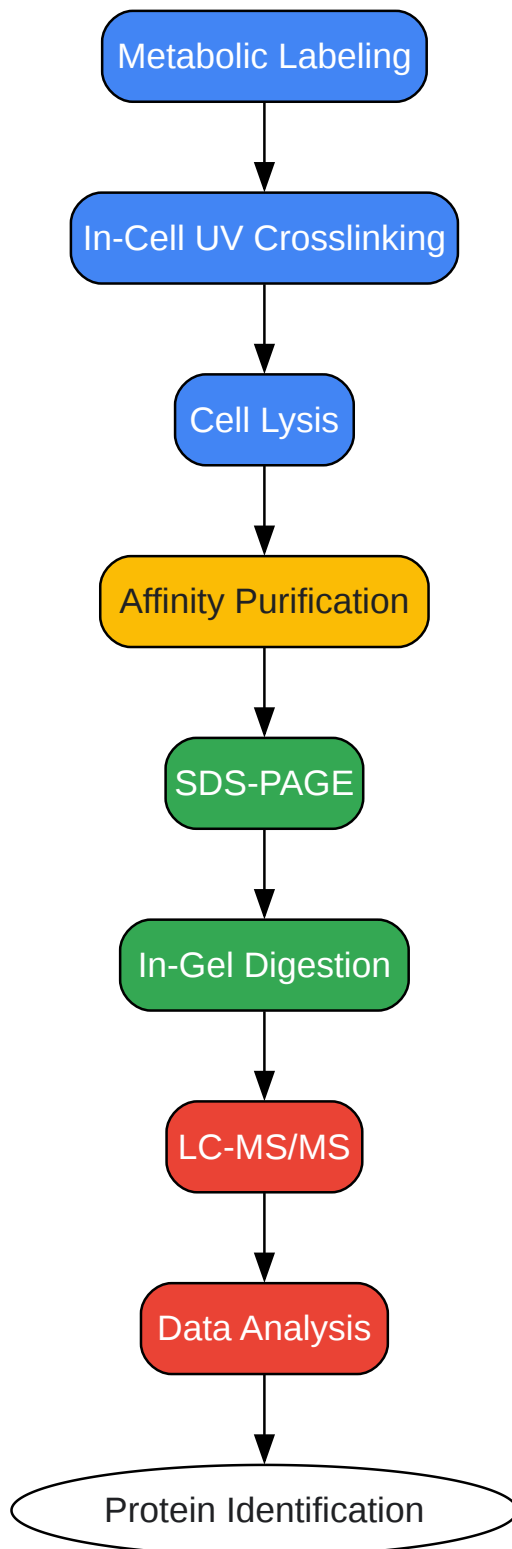 Metabolic Labeling
In-Cell UV Crosslinking
Cell Lysis
Affinity Purification
SDS-PAGE
In-Gel Digestion
LC-MS/MS
Data Analysis
Protein Identification